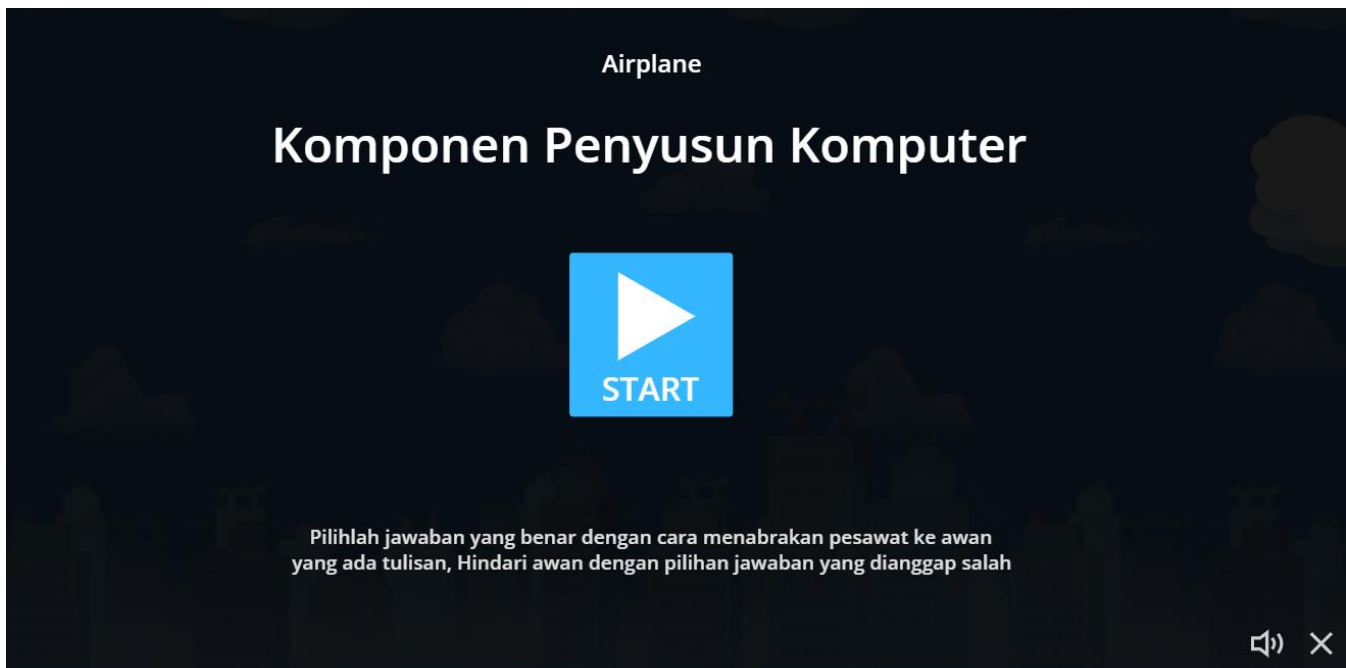 Airplane
Komponen Penyusun Komputer
START
Pilihlah jawaban yang benar dengan cara menabrakan pesawat ke awan
yang ada tulisan, Hindari awan dengan pilihan jawaban yang dianggap salah